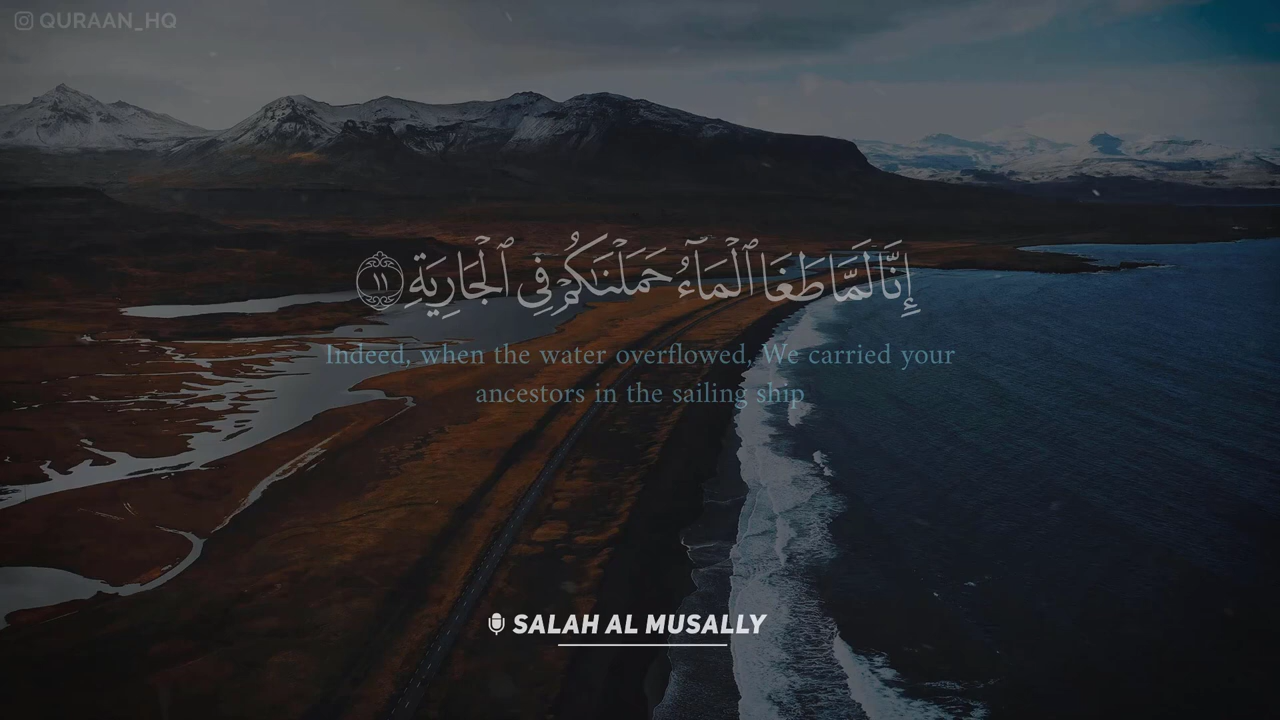 QURAAN_HQ
إِنَّا لَمَّا طَغَا ٱلْمَآءُ حَمَلْنَـٰكُمْ فِى ٱلْجَارِيَةِ ١١
Indeed, when the water overflowed, We carried your
ancestors in the sailing ship
SALAH AL MUSALLY